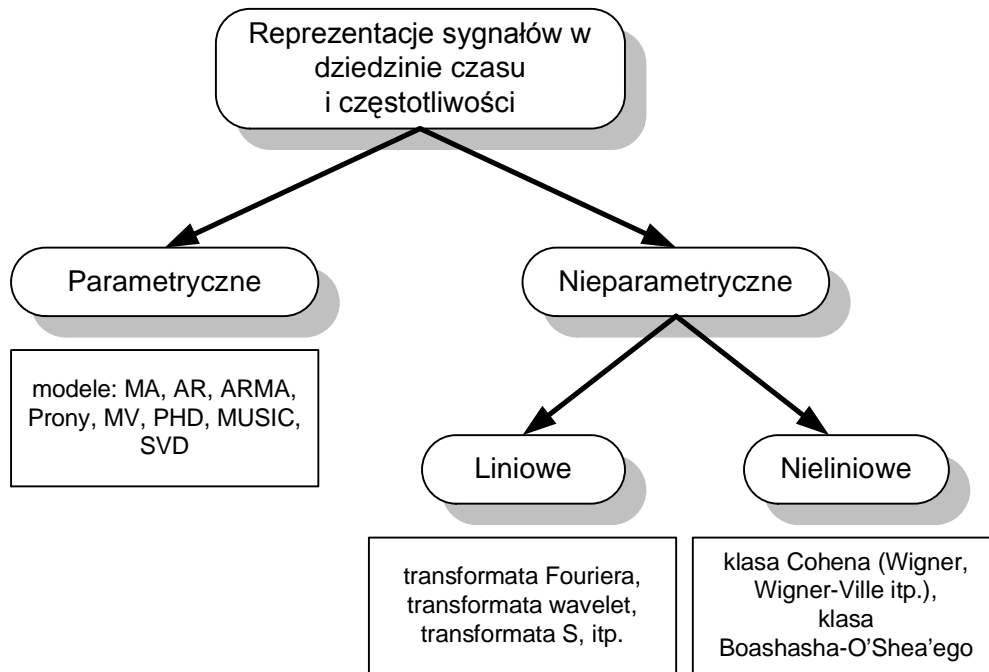 Reprezentacje sygnałów w
dziedzinie czasu
i częstotliwości
Parametryczne
Nieparametryczne
modele: MA, AR, ARMA,
Prony, MV, PHD, MUSIC,
SVD
Liniowe
Nieliniowe
transformata Fouriera,
transformata wavelet,
transformata S, itp.
klasa Cohena (Wigner,
Wigner-Ville itp.),
klasa
Boashasha-O'Shea'ego